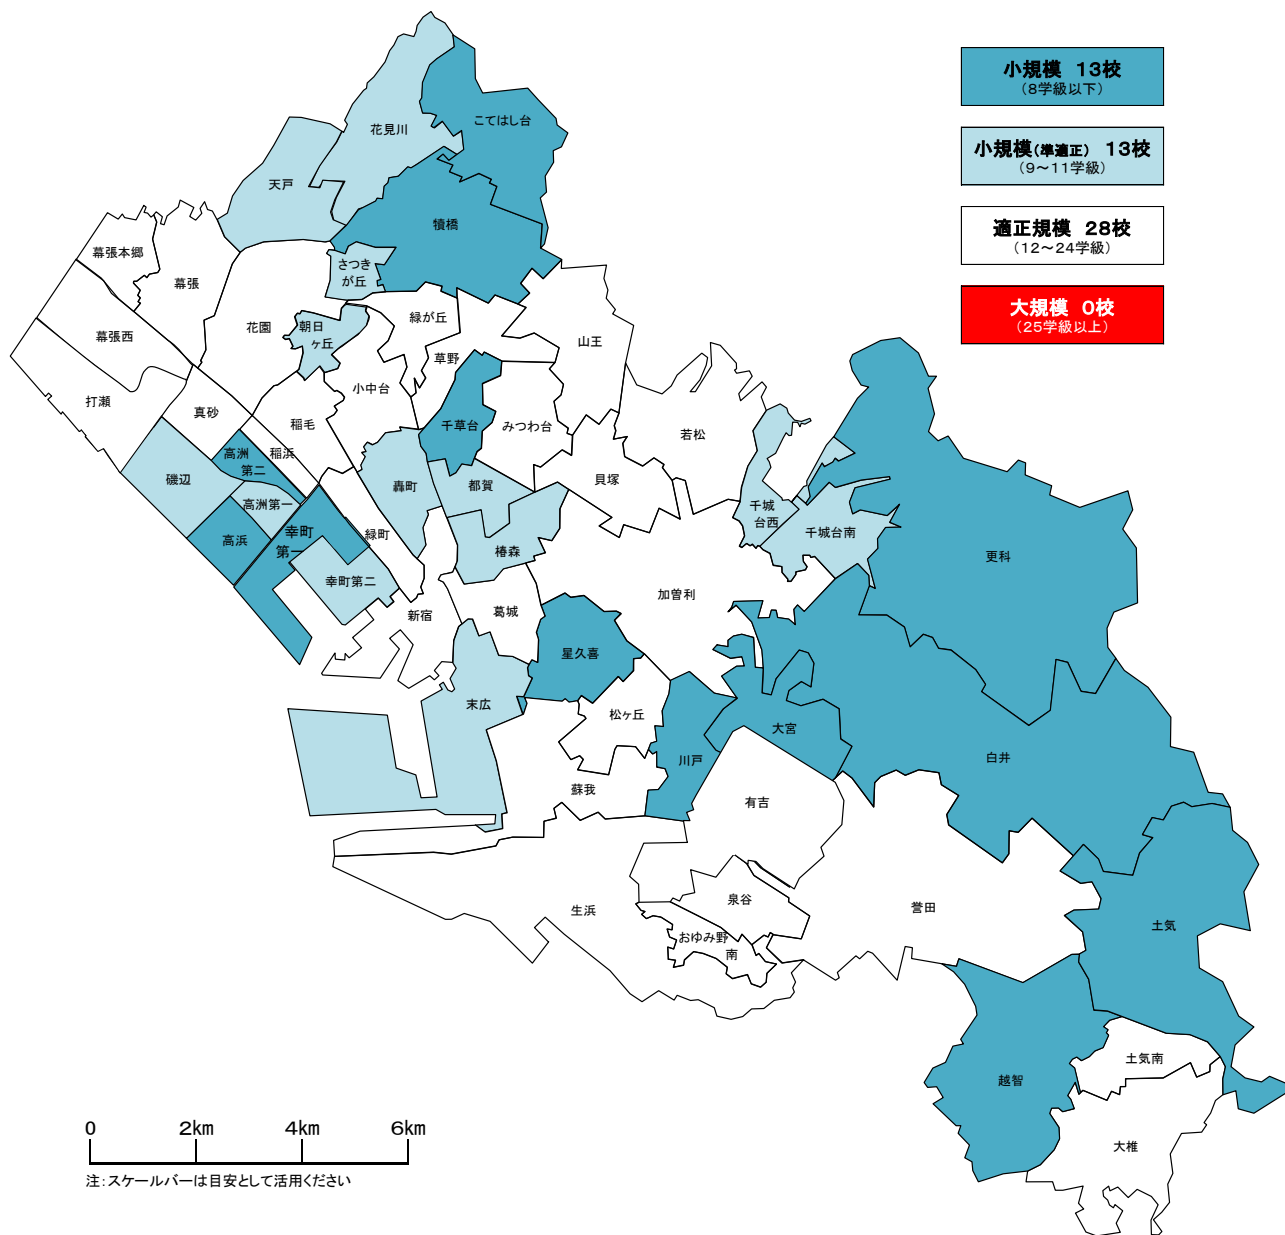 小規模 13校
（8学級以下）
小規模(準適正) 13校
（9～11学級）
適正規模 28校
（12～24学級）
大規模 0校
（25学級以上）
花見川
こてはし台
天戸
犢橋
幕張本郷
幕張
さつき
が丘
幕張西
花園
朝日
ヶ丘
緑が丘
山王
草野
小中台
打瀬
真砂
稲毛
千草台
みつわ台
若松
高洲
第二
稲浜
磯辺
轟町
都賀
貝塚
高洲第一
千城
台西
千城台南
高浜
幸町
第一
緑町
椿森
更科
幸町第二
加曽利
新宿
葛城
星久喜
末広
松ヶ丘
大宮
川戸
白井
蘇我
有吉
泉谷
生浜
誉田
おゆみ野
南
土気
土気南
越智
大椎
0 2km 4km 6km
注：スケールバーは目安として活用ください